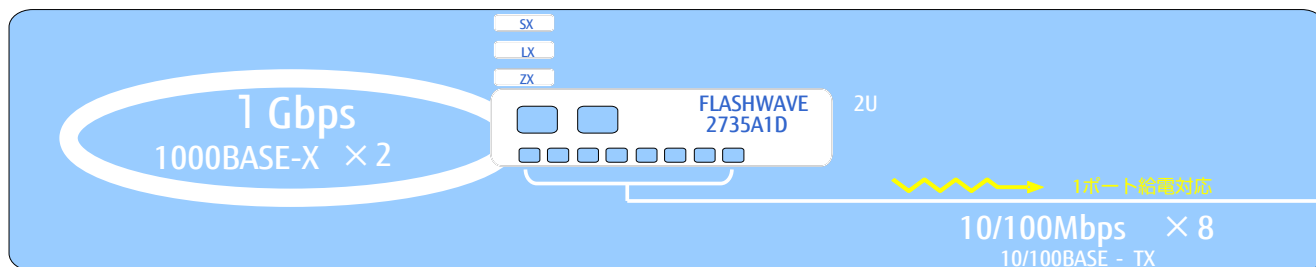 SX
LX
ZX
1 Gbps
1000BASE-X ×2
FLASHWAVE
2735A1D
2U
1ポート給電対応
10/100Mbps ×8
10/100BASE - TX